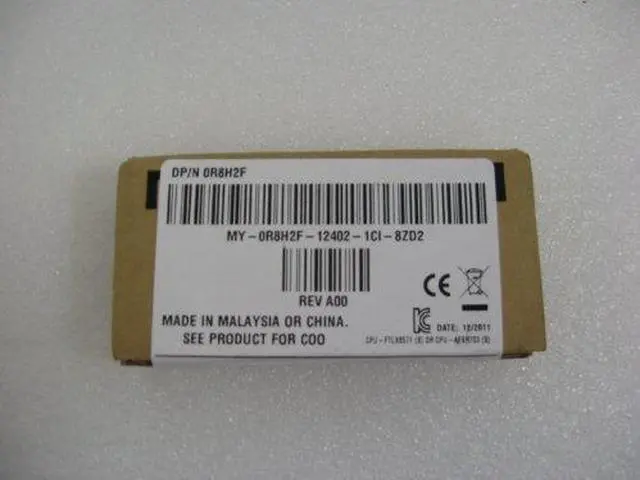 DP/N 0R8H2F
MY-0R8H2F-12402-1CI-8ZD2
REV A00
CE
MADE IN MALAYSIA OR CHINA.
SEE PRODUCT FOR COO
DATE: 12/2011